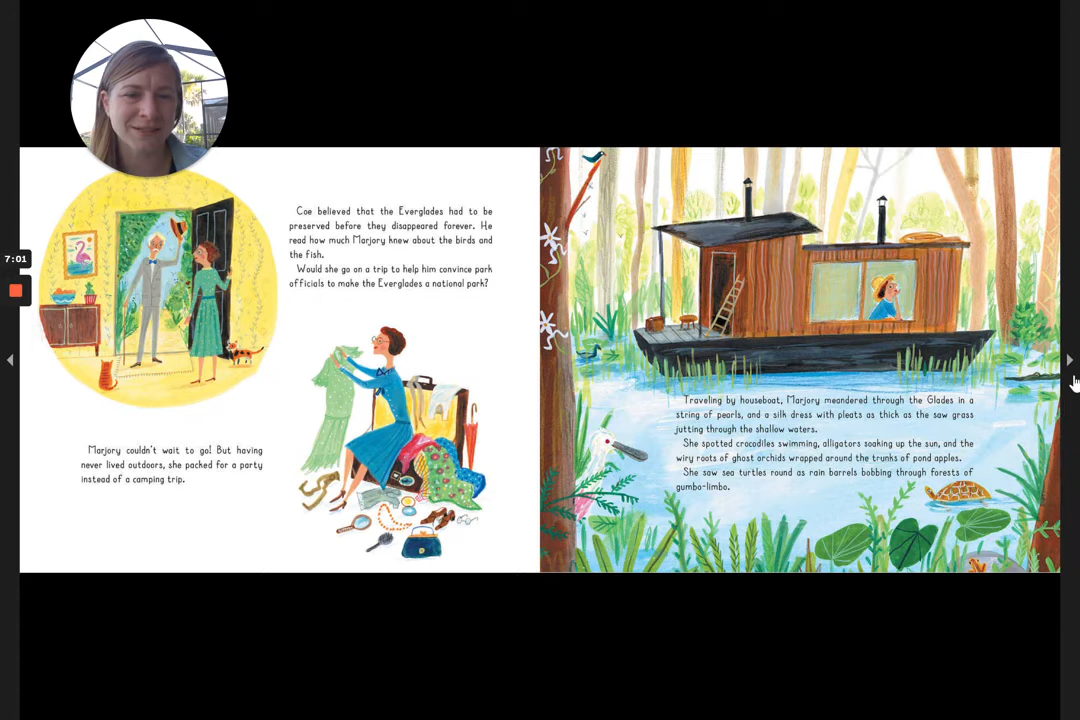 7:01
Coe believed that the Everglades had to be
preserved before they disappeared forever. He
read how much Marjory knew about the birds and
the fish.
Would she go on a trip to help him convince park
officials to make the Everglades a national park?
Marjory couldn't wait to go! But having
never lived outdoors, she packed for a party
instead of a camping trip.
Traveling by houseboat, Marjory meandered through the Glades in a
string of pearls, and a silk dress with pleats as thick as the saw grass
jutting through the shallow waters.
She spotted crocodiles swimming, alligators soaking up the sun, and the
wiry roots of ghost orchids wrapped around the trunks of pond apples.
She saw sea turtles round as rain barrels bobbing through forests of
gumbo-limbo.